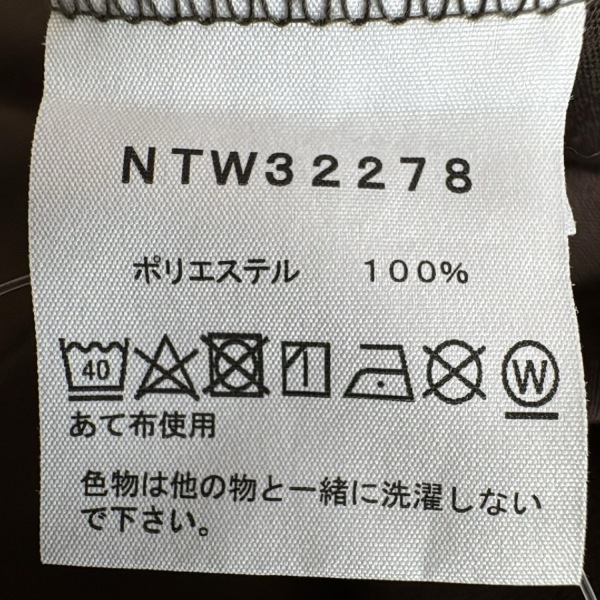 NTW32278
ポリエステル 100%
40 W
あて布使用
色物は他の物と一緒に洗濯しない
で下さい。